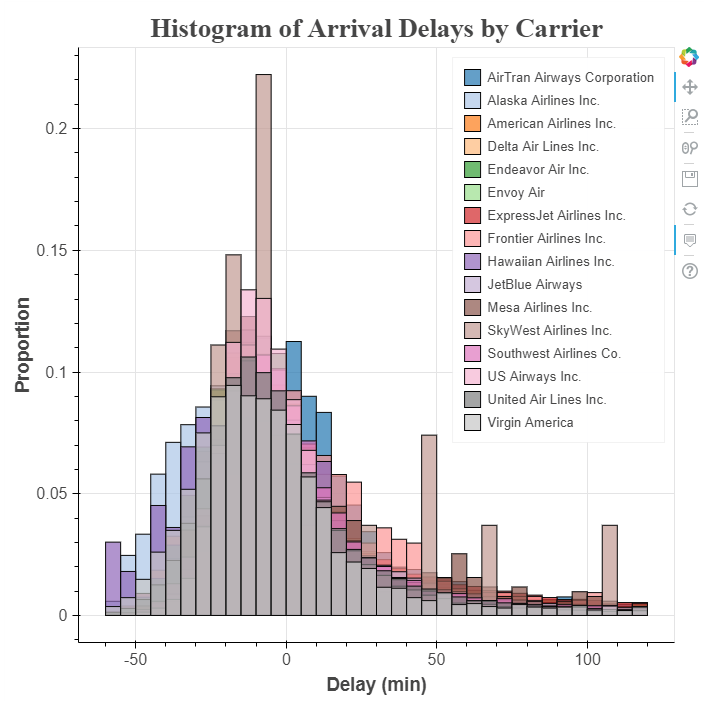 Histogram of Arrival Delays by Carrier
AirTran Airways Corporation
Alaska Airlines Inc.
American Airlines Inc.
Delta Air Lines Inc.
Endeavor Air Inc.
Envoy Air
ExpressJet Airlines Inc.
Frontier Airlines Inc.
Hawaiian Airlines Inc.
JetBlue Airways
Mesa Airlines Inc.
SkyWest Airlines Inc.
Southwest Airlines Co.
US Airways Inc.
United Air Lines Inc.
Virgin America
Proportion
0.2
0.15
0.1
0.05
0
-50 0 50 100
Delay (min)